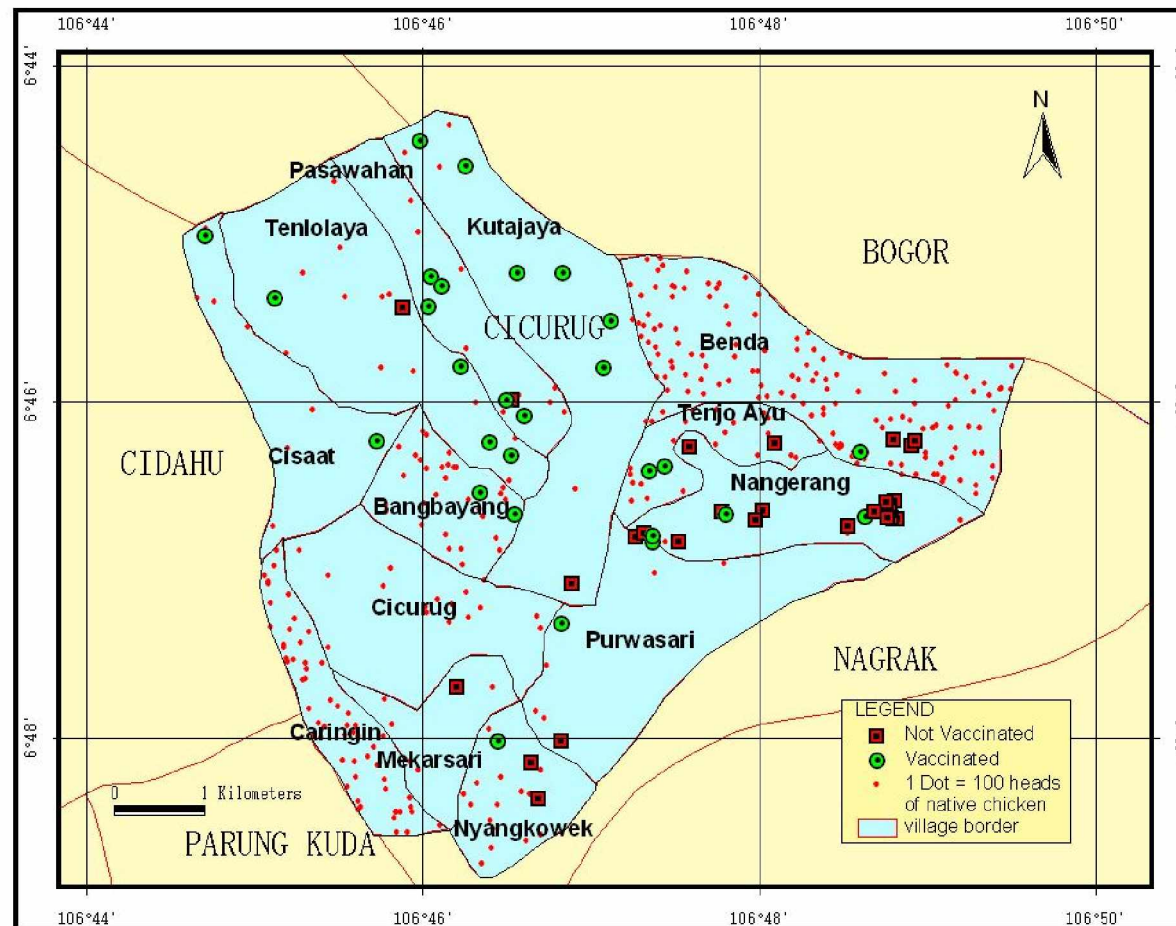 106°44'
106°46'
106°48'
106°50'
6°44'
6°44'
N
Pasawahan
Tenlolaya
Kutajaya
BOGOR
CICURUG
Benda
6°46'
Tenjo Ayu
CIDAHU
Cisaat
Nangerang
Bangbayang
Cicurug
Purwasari
NAGRAK
LEGEND
Not Vaccinated
Vaccinated
1 Dot = 100 heads
of native chicken
village border
6°48'
Caringin
Mekarsari
0 1 Kilometers
Nyangkowek
PARUNG KUDA
106°44'
106°46'
106°48'
106°50'